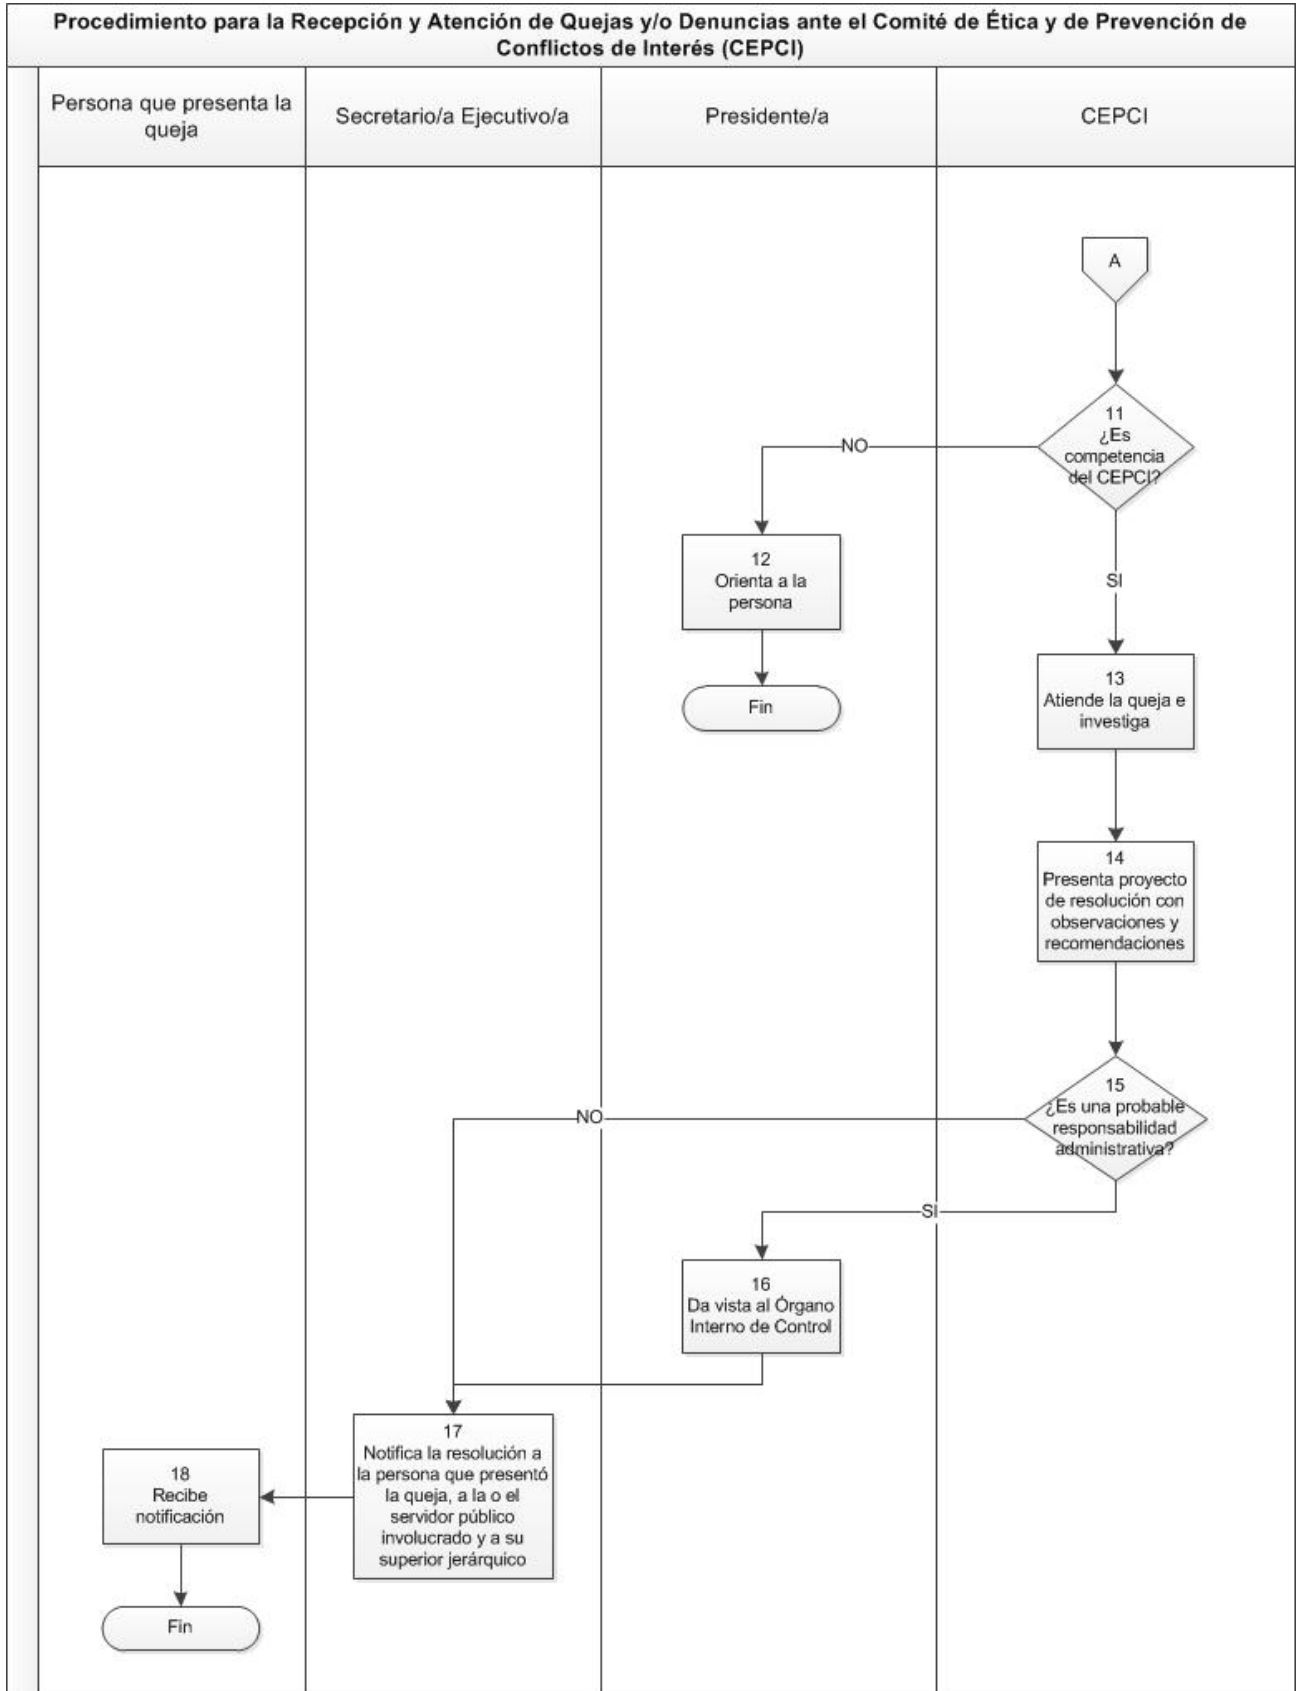 Procedimiento para la Recepción y Atención de Quejas y/o Denuncias ante el Comité de Ética y de Prevención de
Conflictos de Interés (CEPCI)
Persona que presenta la
queja
Secretario/a Ejecutivo/a
Presidente/a
CEPCI
A
11
¿Es
competencia
del CEPCI?
NO
12
Orienta a la
persona
SI
13
Atiende la queja e
investiga
Fin
14
Presenta proyecto
de resolución con
observaciones y
recomendaciones
15
¿Es una probable
responsabilidad
administrativa?
NO
SI
16
Da vista al Órgano
Interno de Control
17
Notifica la resolución a
la persona que presentó
la queja, a la o el
servidor público
involucrado y a su
superior jerárquico
18
Recibe
notificación
Fin